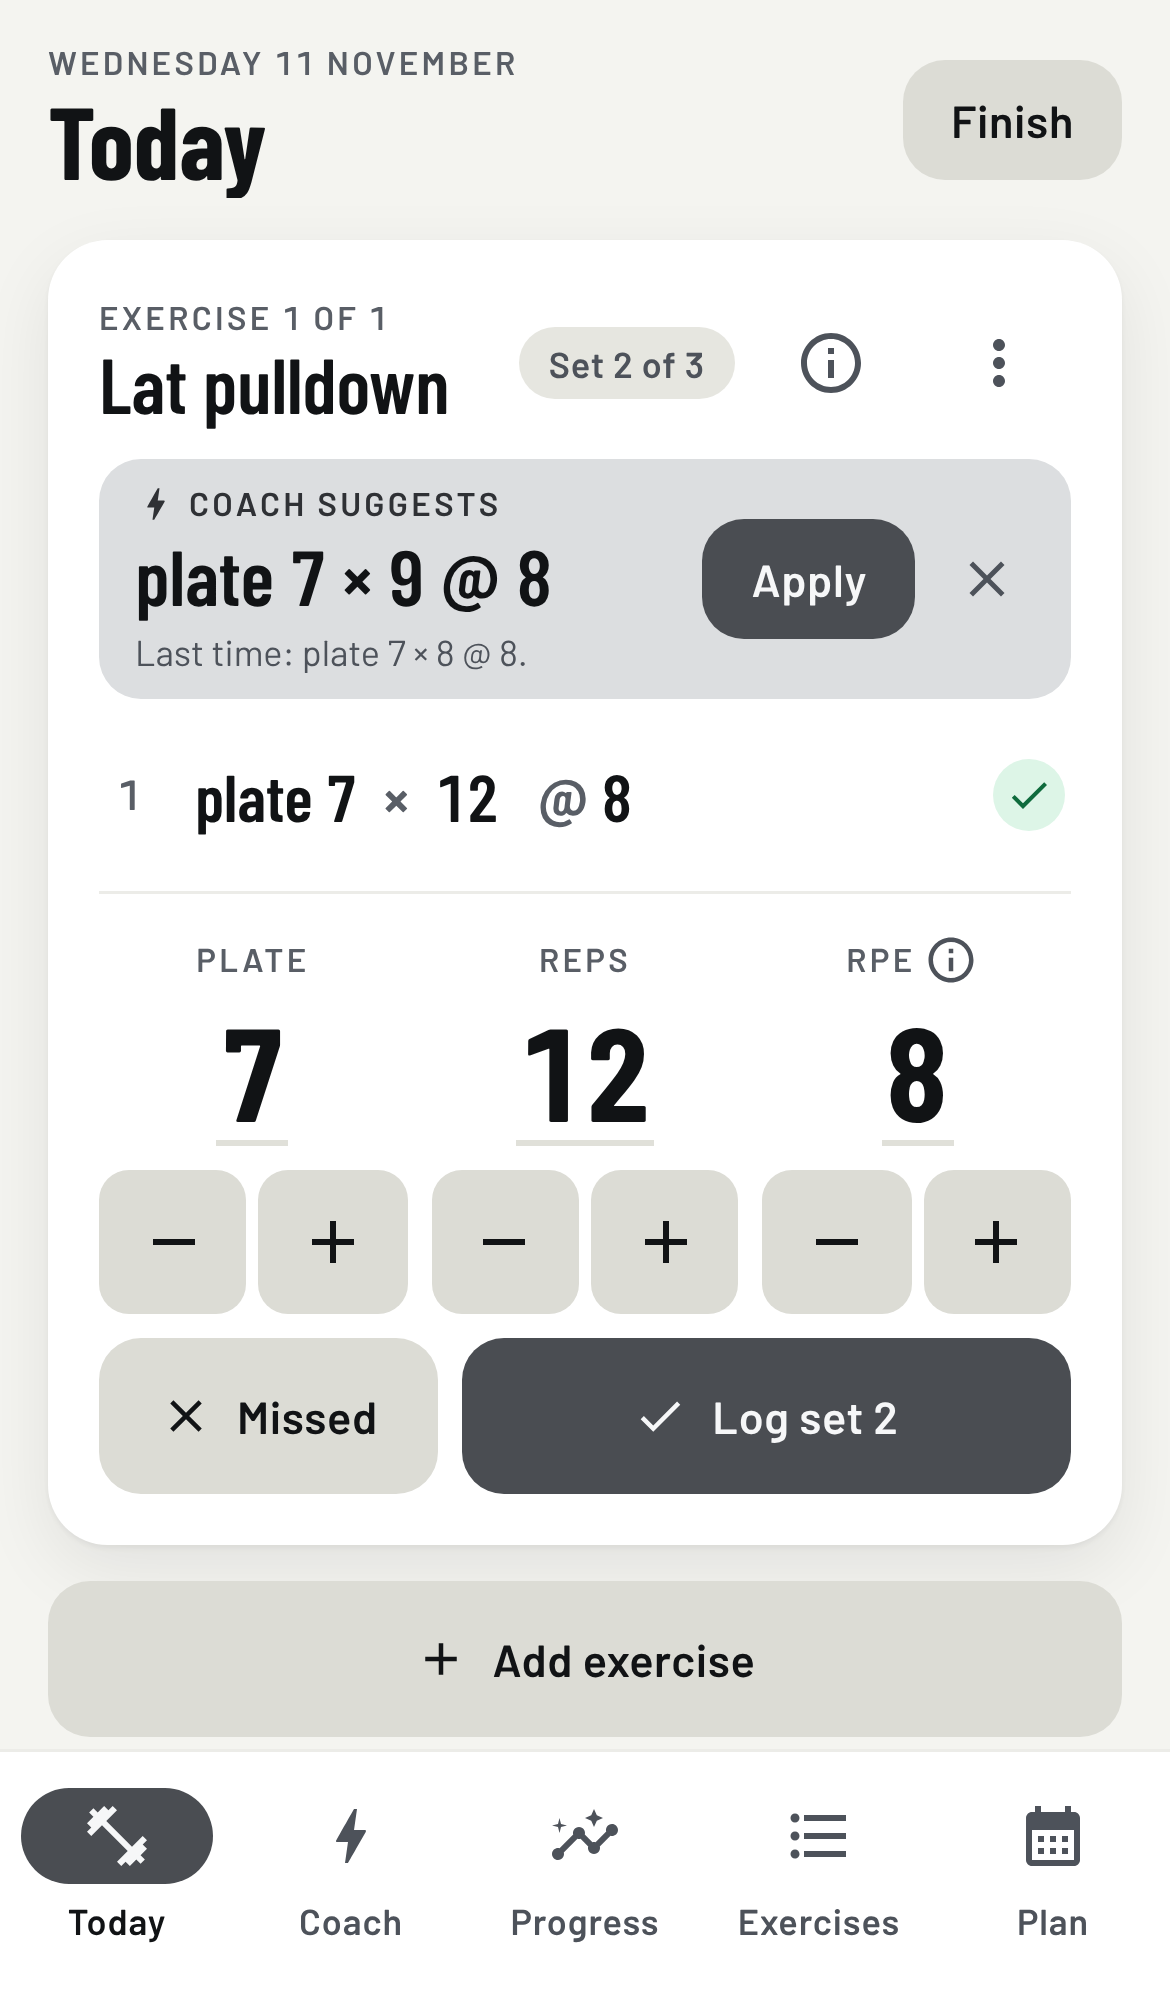 WEDNESDAY 11 NOVEMBER
Today
Finish
EXERCISE 1 OF 1
Lat pulldown
Set 2 of 3
COACH SUGGESTS
plate 7 × 9 @ 8
Last time: plate 7 × 8 @ 8.
Apply
1 plate 7 × 12 @ 8
PLATE REPS RPE
7 12 8
Missed
Log set 2
Add exercise
Today Coach Progress Exercises Plan